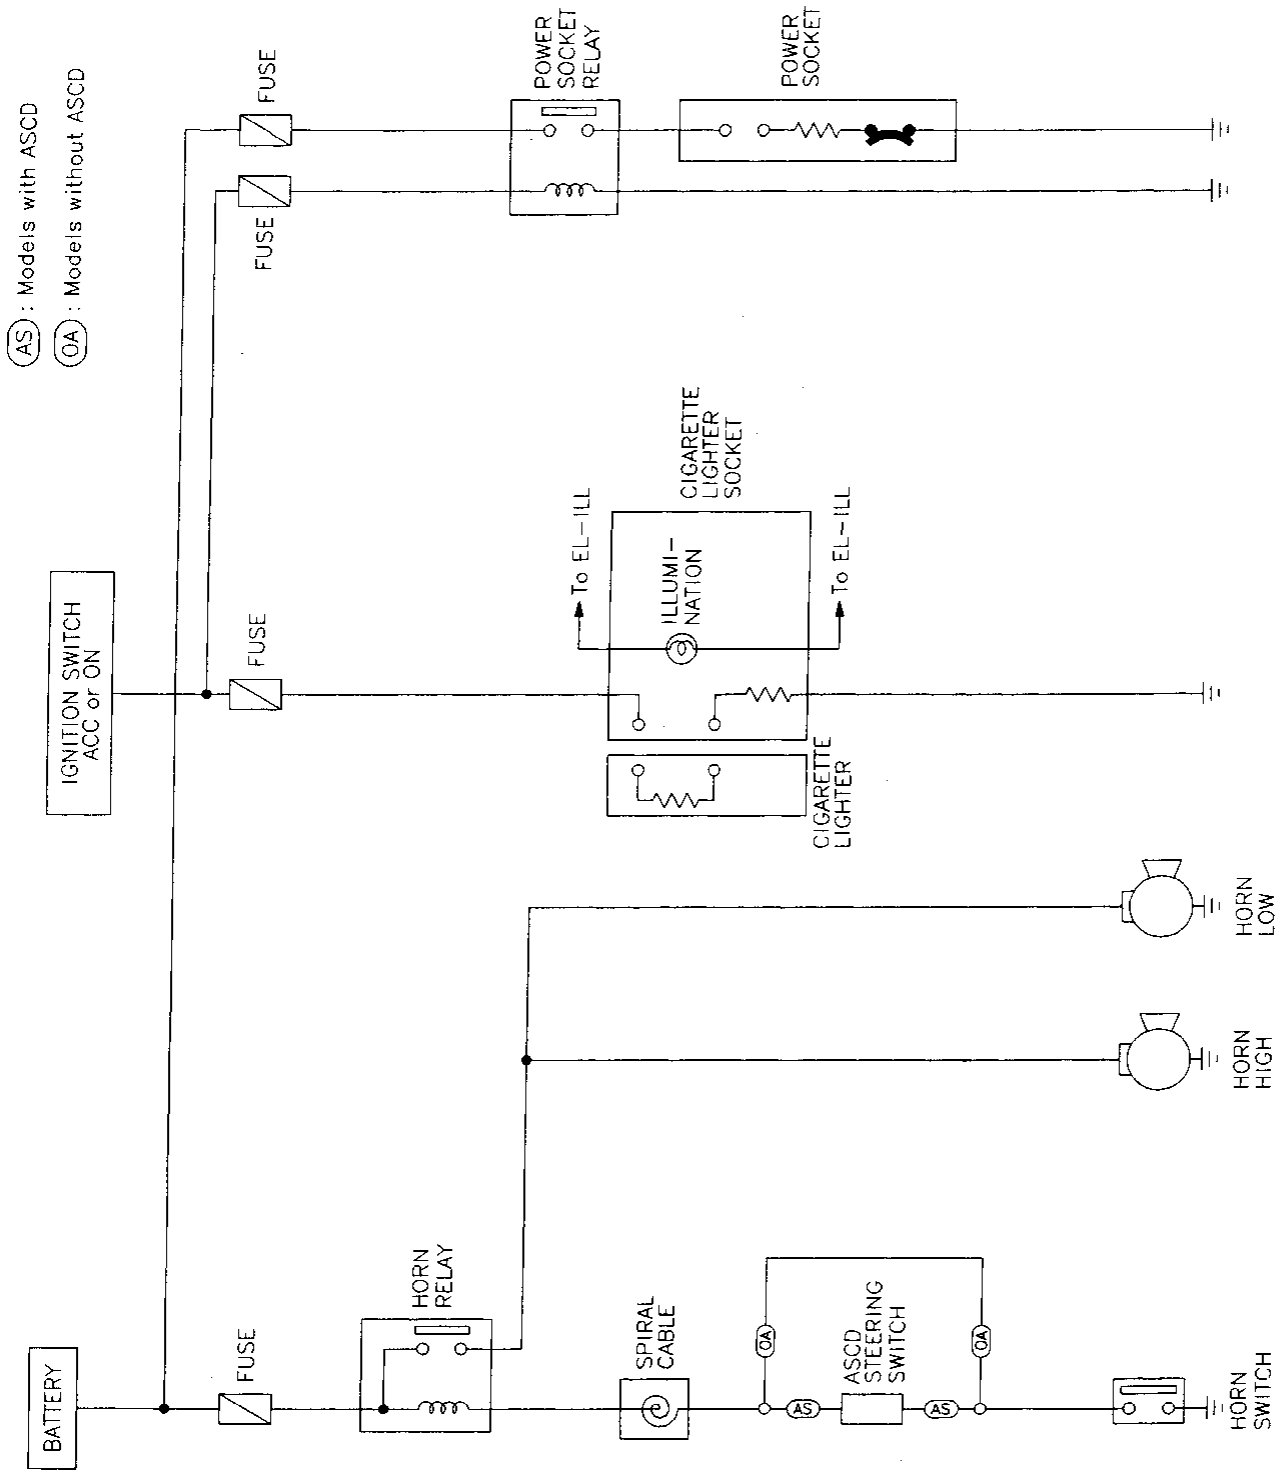 AS : Models with ASCD
OA : Models without ASCD
BATTERY
IGNITION SWITCH
ACC or ON
FUSE
FUSE
FUSE
FUSE
HORN
RELAY
POWER
SOCKET
RELAY
To EL-ILL
ILLUMI-
NATION
CIGARETTE
LIGHTER
SOCKET
To EL-ILL
CIGARETTE
LIGHTER
POWER
SOCKET
SPIRAL
CABLE
OA
AS
ASCD
STEERING
SWITCH
AS
OA
HORN
SWITCH
HORN
HIGH
HORN
LOW